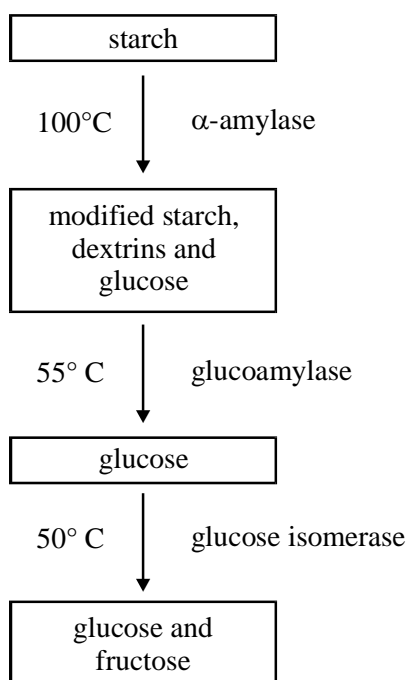 starch
100°C α-amylase
modified starch,
dextrins and
glucose
55° C glucoamylase
glucose
50° C glucose isomerase
glucose and
fructose